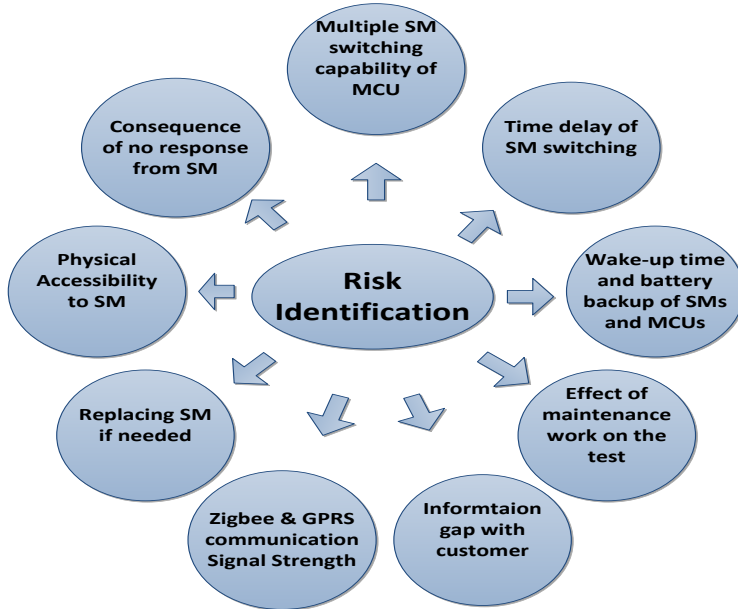 Multiple SM
switching
capability of
MCU
Consequence
of no response
from SM
Time delay of
SM switching
Physical
Accessibility
to SM
Risk
Identification
Wake-up time
and battery
backup of SMs
and MCUs
Replacing SM
if needed
Effect of
maintenance
work on the
test
Zigbee & GPRS
communication
Signal Strength
Informtaion
gap with
customer